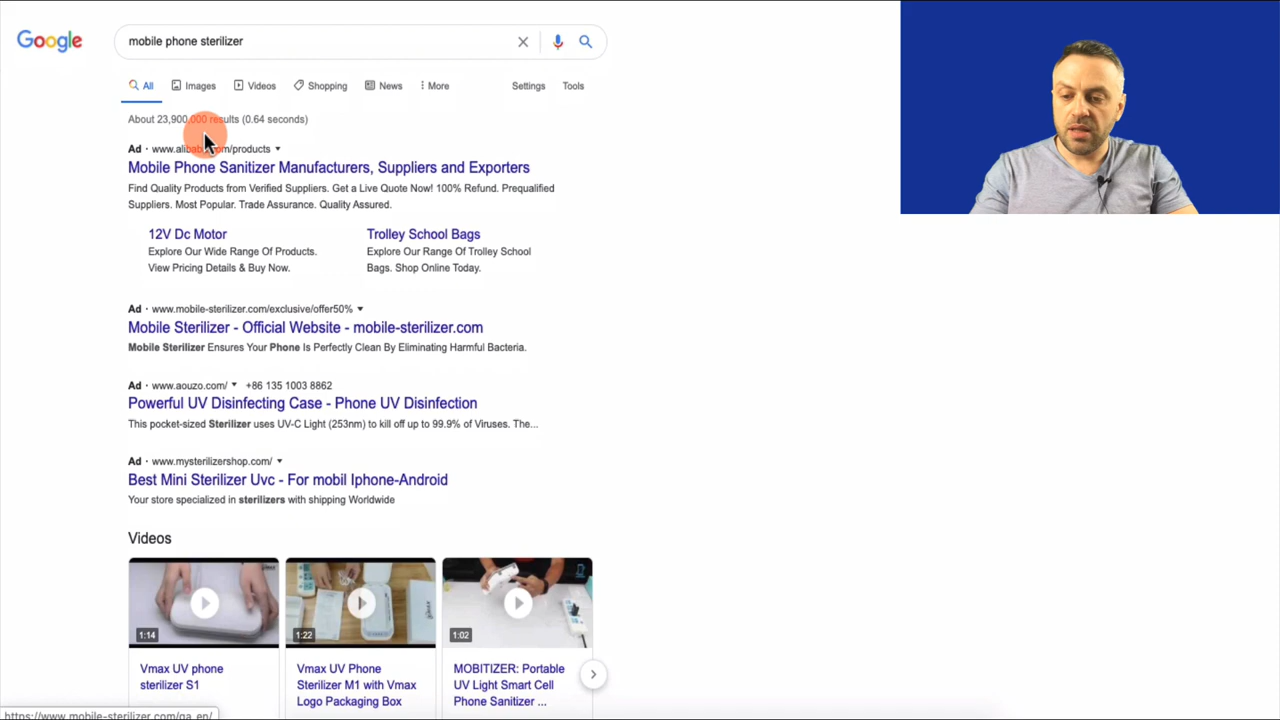 Google
mobile phone sterilizer
All Images Videos Shopping News More Settings Tools
About 23,900,000 results (0.64 seconds)
Ad · www.alibaba.com/products
Mobile Phone Sanitizer Manufacturers, Suppliers and Exporters
Find Quality Products from Verified Suppliers. Get a Live Quote Now! 100% Refund. Prequalified
Suppliers. Most Popular. Trade Assurance. Quality Assured.
12V Dc Motor
Explore Our Wide Range Of Products.
View Pricing Details & Buy Now.
Trolley School Bags
Explore Our Range Of Trolley School
Bags. Shop Online Today.
Ad · www.mobile-sterilizer.com/exclusive/offer50%
Mobile Sterilizer - Official Website - mobile-sterilizer.com
Mobile Sterilizer Ensures Your Phone Is Perfectly Clean By Eliminating Harmful Bacteria.
Ad · www.aouzo.com/ +86 135 1003 8862
Powerful UV Disinfecting Case - Phone UV Disinfection
This pocket-sized Sterilizer uses UV-C Light (253nm) to kill off up to 99.9% of Viruses. The...
Ad · www.mysterilizershop.com/
Best Mini Sterilizer Uvc - For mobil Iphone-Android
Your store specialized in sterilizers with shipping Worldwide
Videos
1:14
1:22
1:02
Vmax UV phone
sterilizer S1
Vmax UV Phone
Sterilizer M1 with Vmax
Logo Packaging Box
MOBITIZER: Portable
UV Light Smart Cell
Phone Sanitizer ...
https://www.mobile-sterilizer.com/qa_en/